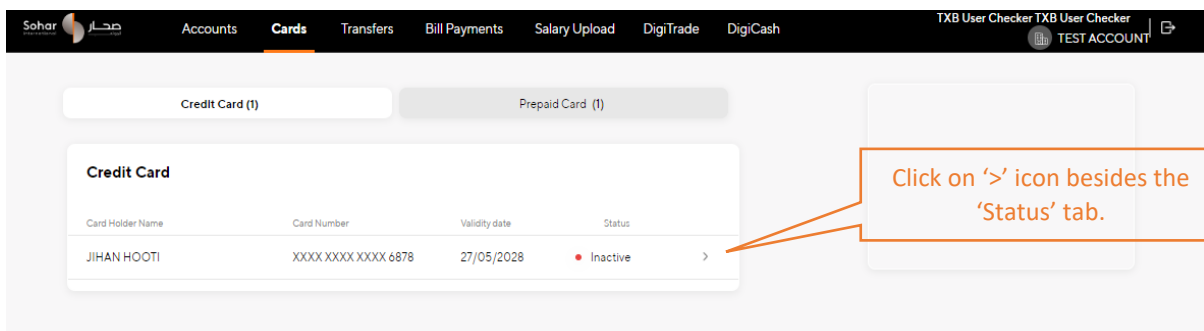 Sohar صحار
International الدولي
Accounts Cards Transfers Bill Payments Salary Upload DigiTrade DigiCash
TXB User Checker TXB User Checker
TEST ACCOUNT
Credit Card (1) Prepaid Card (1)
Credit Card
Card Holder Name Card Number Validity date Status
JIHAN HOOTI XXXX XXXX XXXX 6878 27/05/2028 Inactive >
Click on ‘>’ icon besides the
‘Status’ tab.